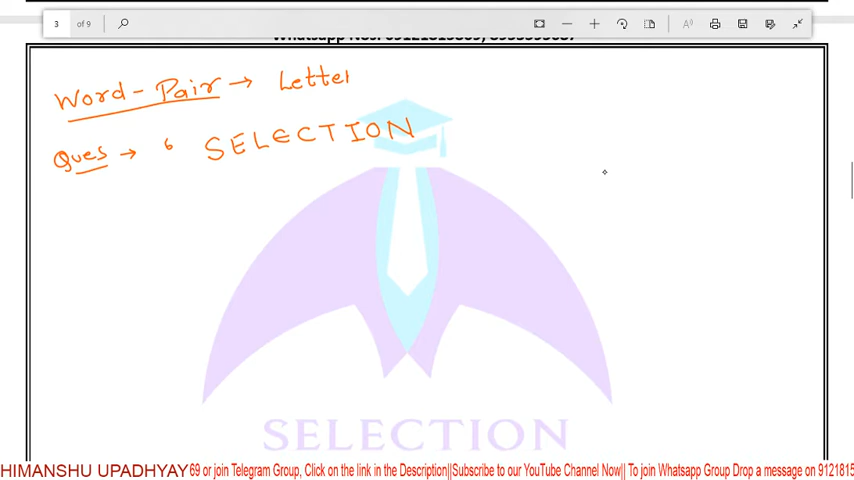 3 of 9
Word-Pair → Letter
Ques → ‘ SELECTION
SELECTION
HIMANSHU UPADHYAY 69 or join Telegram Group, Click on the link in the Description||Subscribe to our YouTube Channel Now|| To join Whatsapp Group Drop a message on 9121815